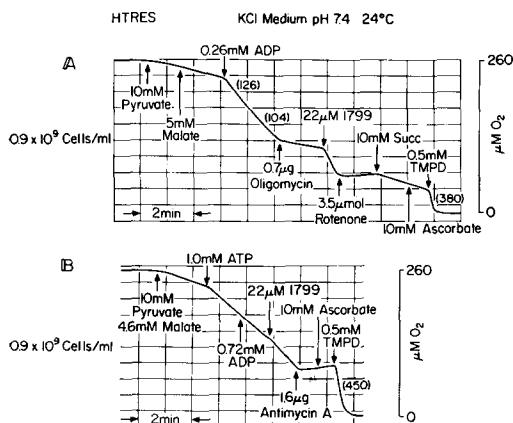 HTRES KCl Medium pH 7.4 24°C
A
0.26mM ADP
260
(126)
10mM
Pyruvate
5mM
Malate
(104)
22µM 1799
10mM Succ
0.9 x 10⁹ Cells/ml
µM O₂
0.7µg
Oligomycin
0.5mM
TMPD
3.5µmol
Rotenone
(380)
10mM Ascorbate
0
2min
B
1.0mM ATP
260
10mM
Pyruvate
4.6mM Malate
22µM 1799
10mM Ascorbate
0.9 x 10⁹ Cells/ml
0.72mM
ADP
0.5mM
TMPD
µM O₂
(450)
1.6µg
Antimycin A
2min
0